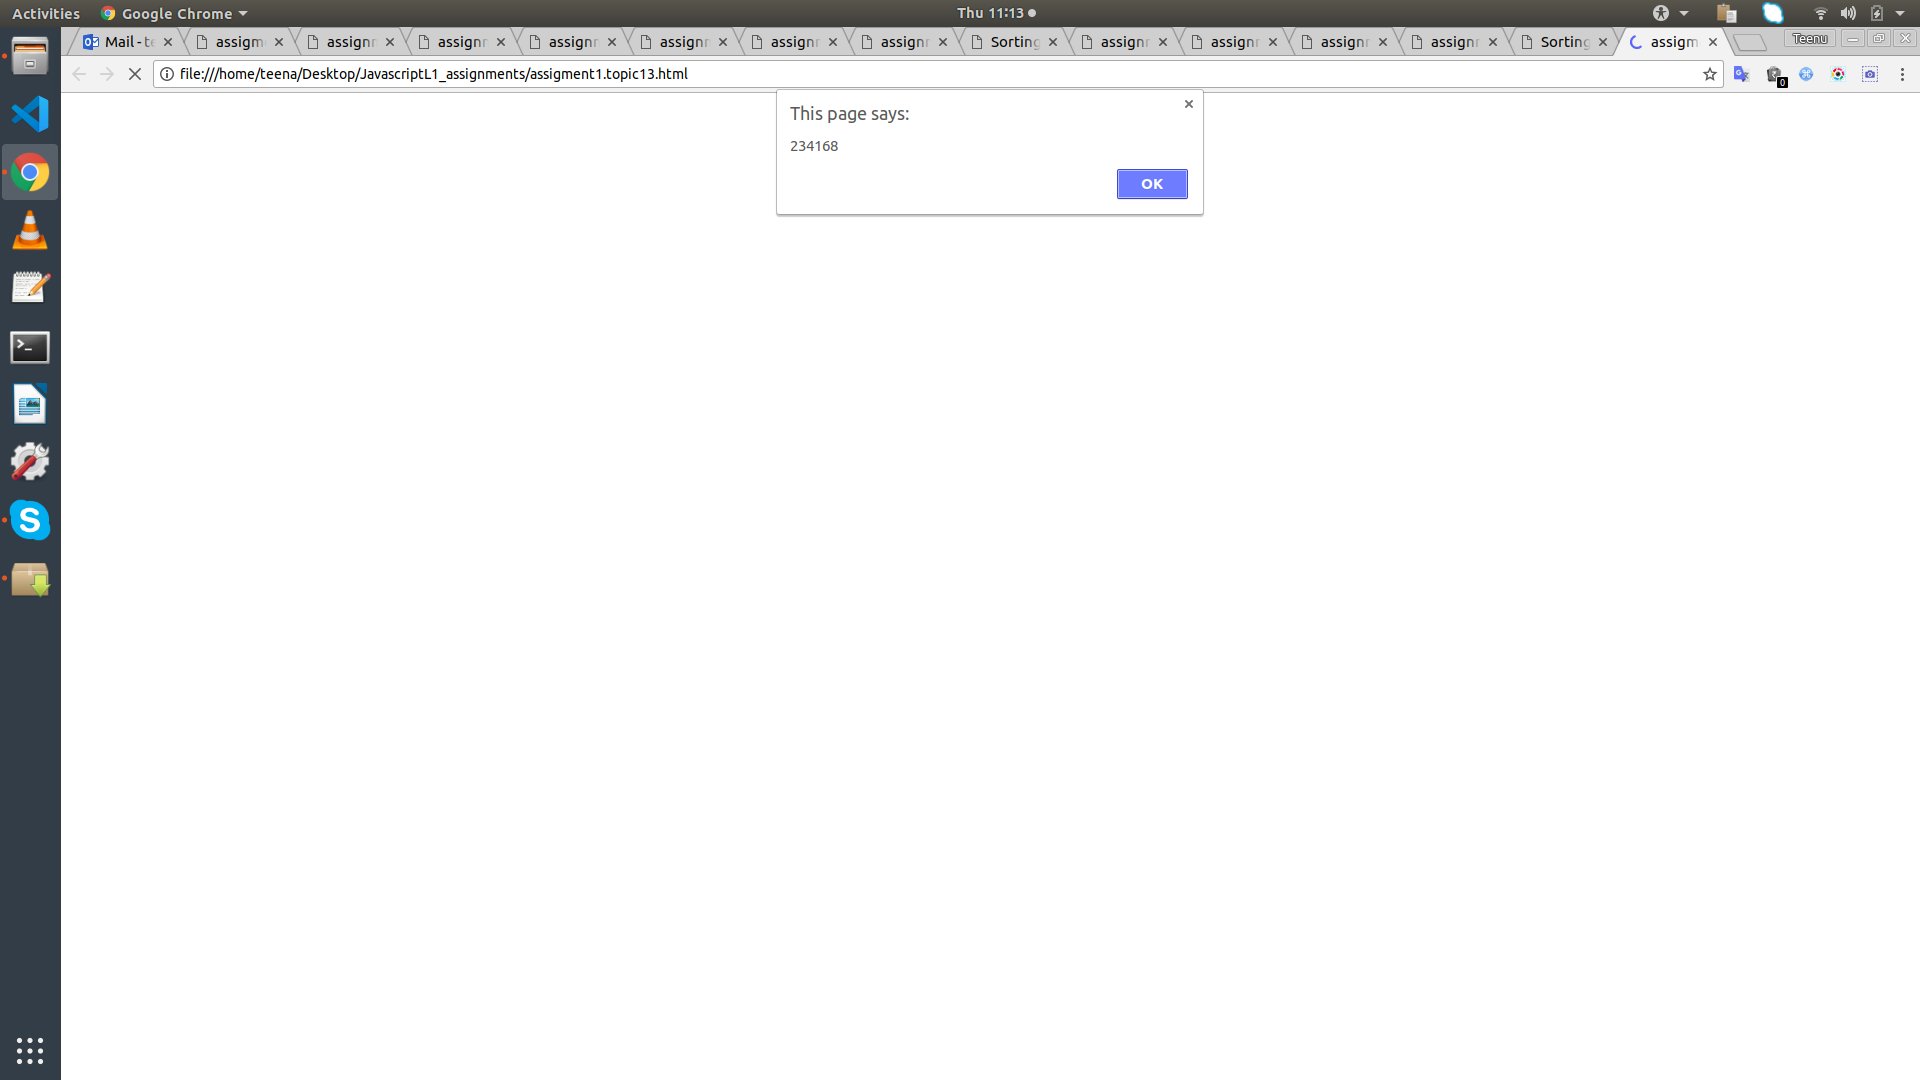 Activities Google Chrome Thu 11:13
Mail - te assigm assignr assignr assignr assignr assignr assignr Sorting assignr assignr assignr assignr Sorting assigm Teenu
file:///home/teena/Desktop/JavascriptL1_assignments/assigment1.topic13.html 0
This page says:
234168
OK